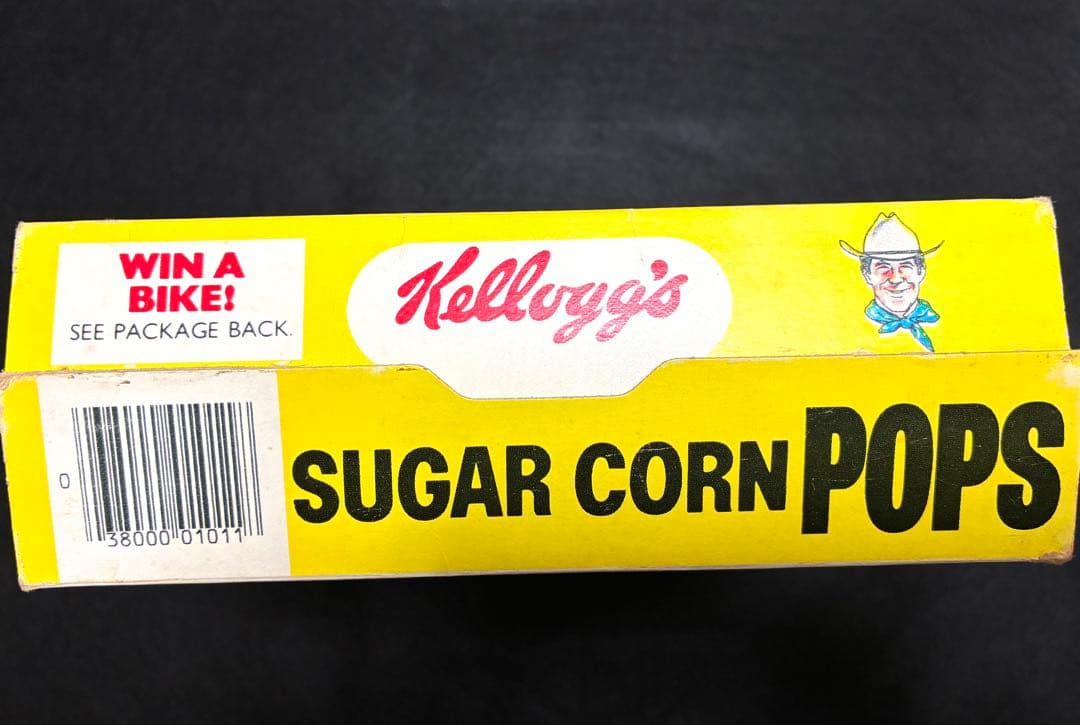 WIN A
BIKE!
SEE PACKAGE BACK.
Kellogg's
SUGAR CORN POPS
0
38000 01011